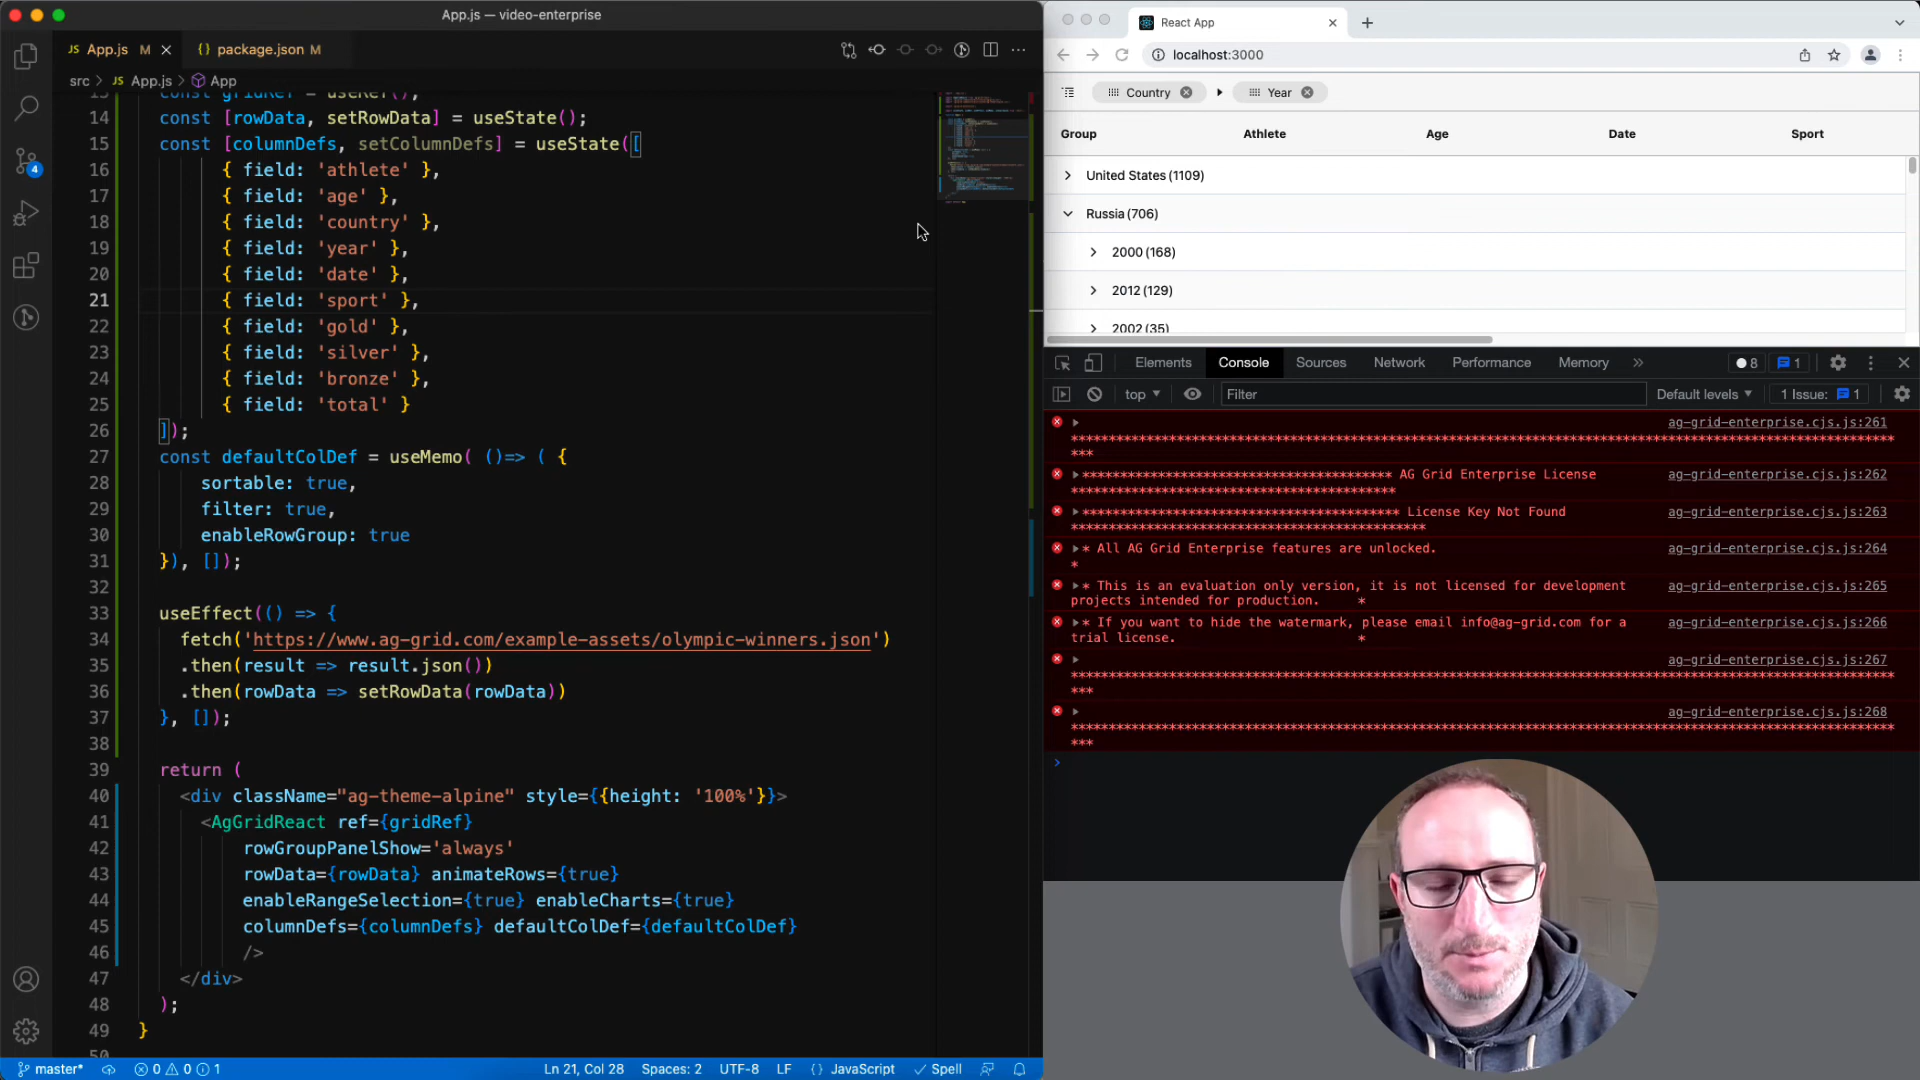 App.js — video-enterprise
JS App.js M
{} package.json M
src > JS App.js > App
13 const gridRef = useRef();
14 const [rowData, setRowData] = useState();
15 const [columnDefs, setColumnDefs] = useState([
16 { field: 'athlete' },
17 { field: 'age' },
18 { field: 'country' },
19 { field: 'year' },
20 { field: 'date' },
21 { field: 'sport' },
22 { field: 'gold' },
23 { field: 'silver' },
24 { field: 'bronze' },
25 { field: 'total' }
26 ]);
27 const defaultColDef = useMemo( ()=> ( {
28 sortable: true,
29 filter: true,
30 enableRowGroup: true
31 }), []);
32
33 useEffect(() => {
34 fetch('https://www.ag-grid.com/example-assets/olympic-winners.json')
35 .then(result => result.json())
36 .then(rowData => setRowData(rowData))
37 }, []);
38
39 return (
40 <div className="ag-theme-alpine" style={{height: '100%'}}>
41 <AgGridReact ref={gridRef}
42 rowGroupPanelShow='always'
43 rowData={rowData} animateRows={true}
44 enableRangeSelection={true} enableCharts={true}
45 columnDefs={columnDefs} defaultColDef={defaultColDef}
46 />
47 </div>
48 );
49 }
50
4
master* 0 0 1 Ln 21, Col 28 Spaces: 2 UTF-8 LF {} JavaScript Spell
React App
localhost:3000
Country Year
Group Athlete Age Date Sport
United States (1109)
Russia (706)
2000 (168)
2012 (129)
2002 (35)
Elements Console Sources Network Performance Memory » 8 1
top Filter Default levels 1 Issue: 1
ag-grid-enterprise.cjs.js:261
AG Grid Enterprise License ag-grid-enterprise.cjs.js:262
License Key Not Found ag-grid-enterprise.cjs.js:263
* All AG Grid Enterprise features are unlocked. ag-grid-enterprise.cjs.js:264
*
* This is an evaluation only version, it is not licensed for development ag-grid-enterprise.cjs.js:265
projects intended for production. *
* If you want to hide the watermark, please email info@ag-grid.com for a ag-grid-enterprise.cjs.js:266
trial license. *
ag-grid-enterprise.cjs.js:267
ag-grid-enterprise.cjs.js:268